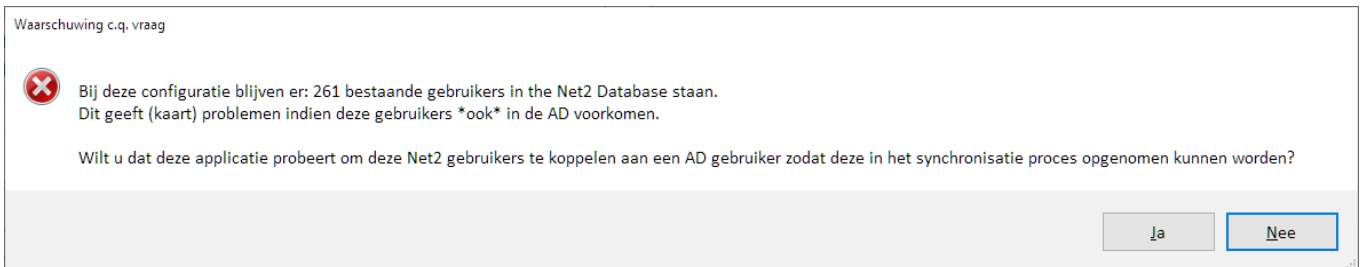 Waarschuwing c.q. vraag
Bij deze configuratie blijven er: 261 bestaande gebruikers in the Net2 Database staan.
Dit geeft (kaart) problemen indien deze gebruikers *ook* in de AD voorkomen.
Wilt u dat deze applicatie probeert om deze Net2 gebruikers te koppelen aan een AD gebruiker zodat deze in het synchronisatie proces opgenomen kunnen worden?
Ja
Nee